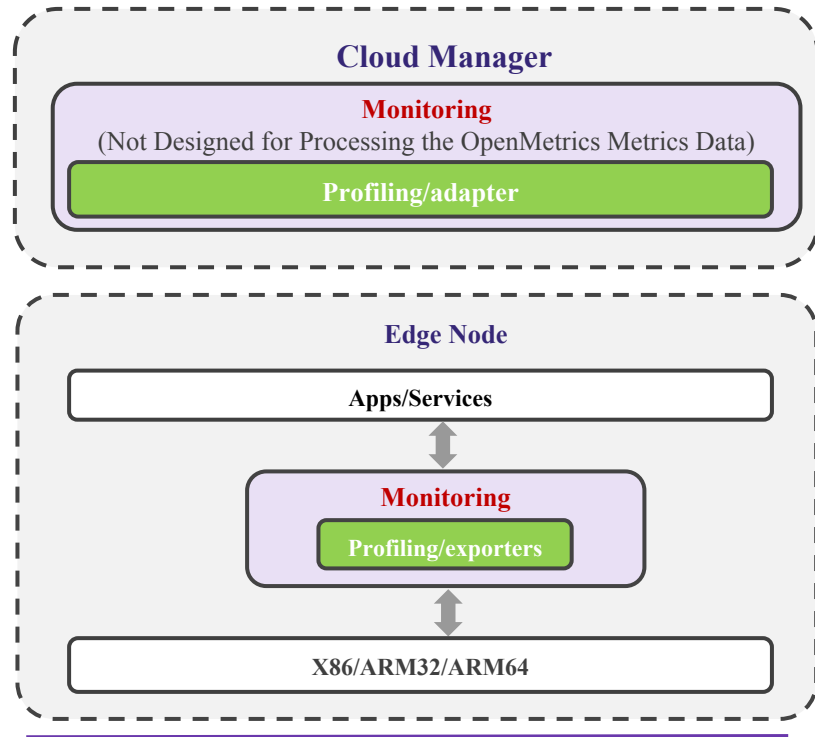 Cloud Manager
Monitoring
(Not Designed for Processing the OpenMetrics Metrics Data)
Profiling/adapter
Edge Node
Apps/Services
Monitoring
Profiling/exporters
X86/ARM32/ARM64